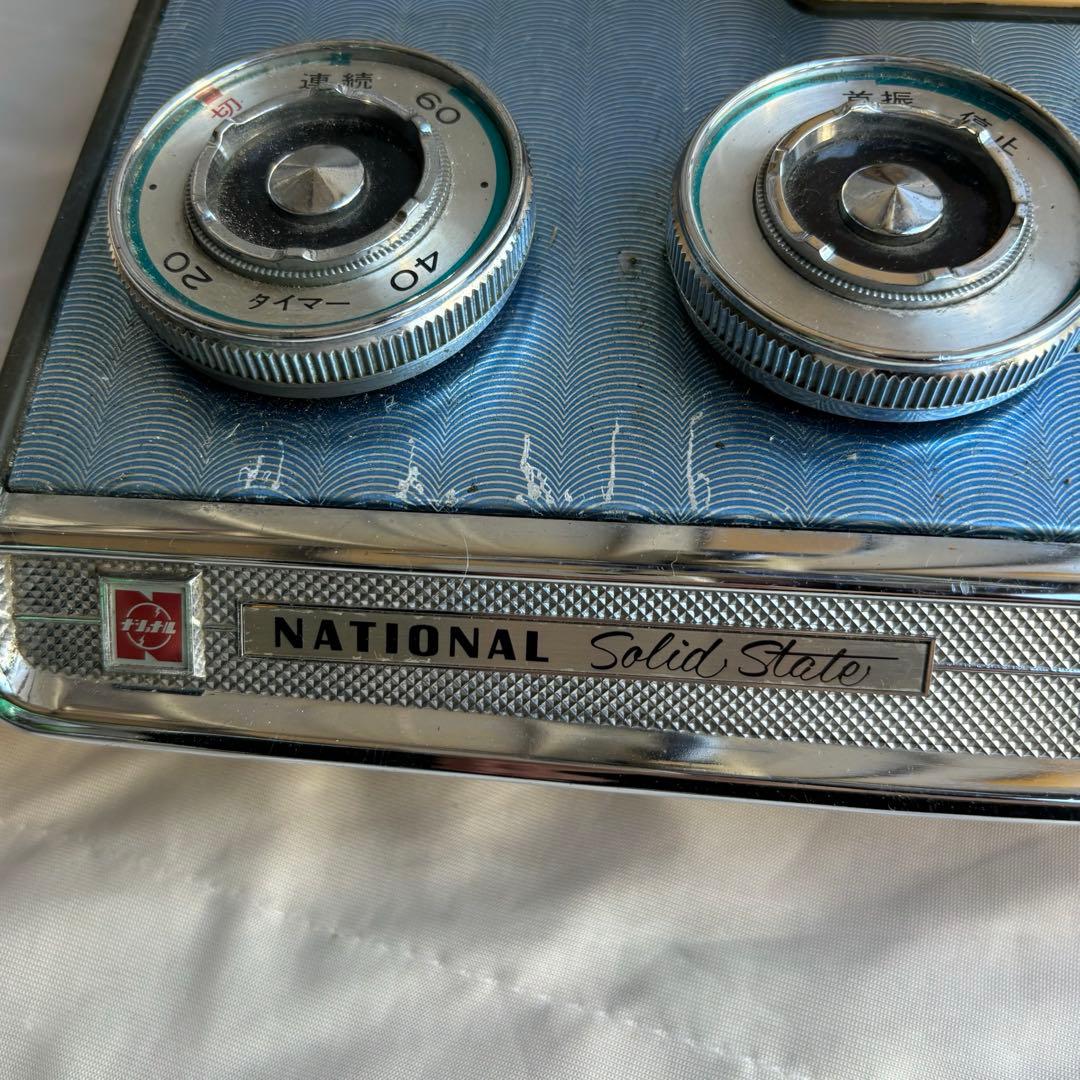 切 連続 60
40
20
タイマー
首振 停止
ナショナル
NATIONAL Solid State